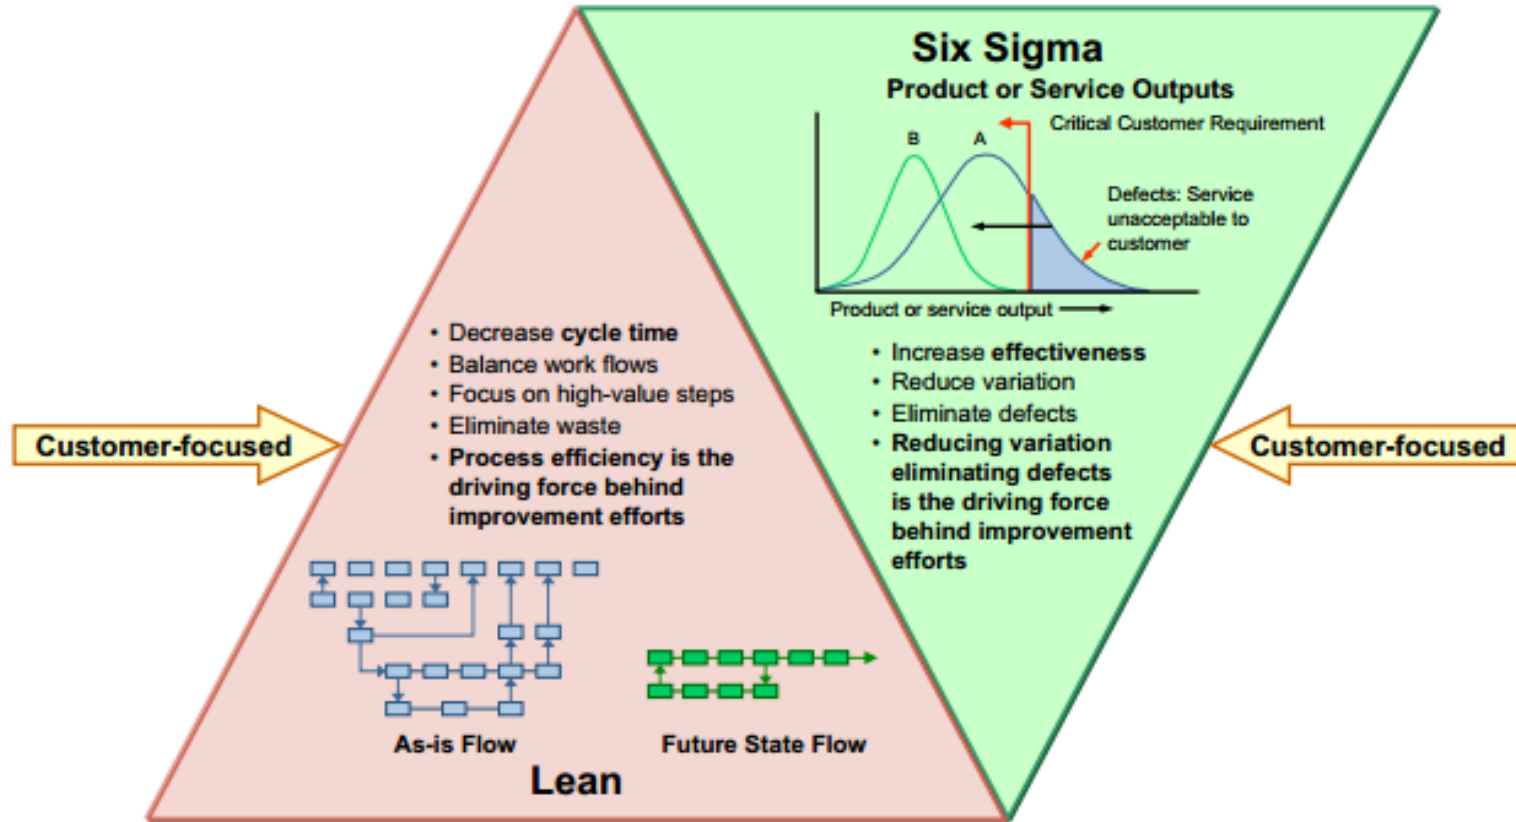 Six Sigma
Product or Service Outputs
Critical Customer Requirement
B
A
Defects: Service
unacceptable to
customer
Product or service output
• Increase effectiveness
• Reduce variation
• Eliminate defects
• Reducing variation
eliminating defects
is the driving force
behind improvement
efforts
Customer-focused
• Decrease cycle time
• Balance work flows
• Focus on high-value steps
• Eliminate waste
• Process efficiency is the
driving force behind
improvement efforts
Customer-focused
As-is Flow
Future State Flow
Lean